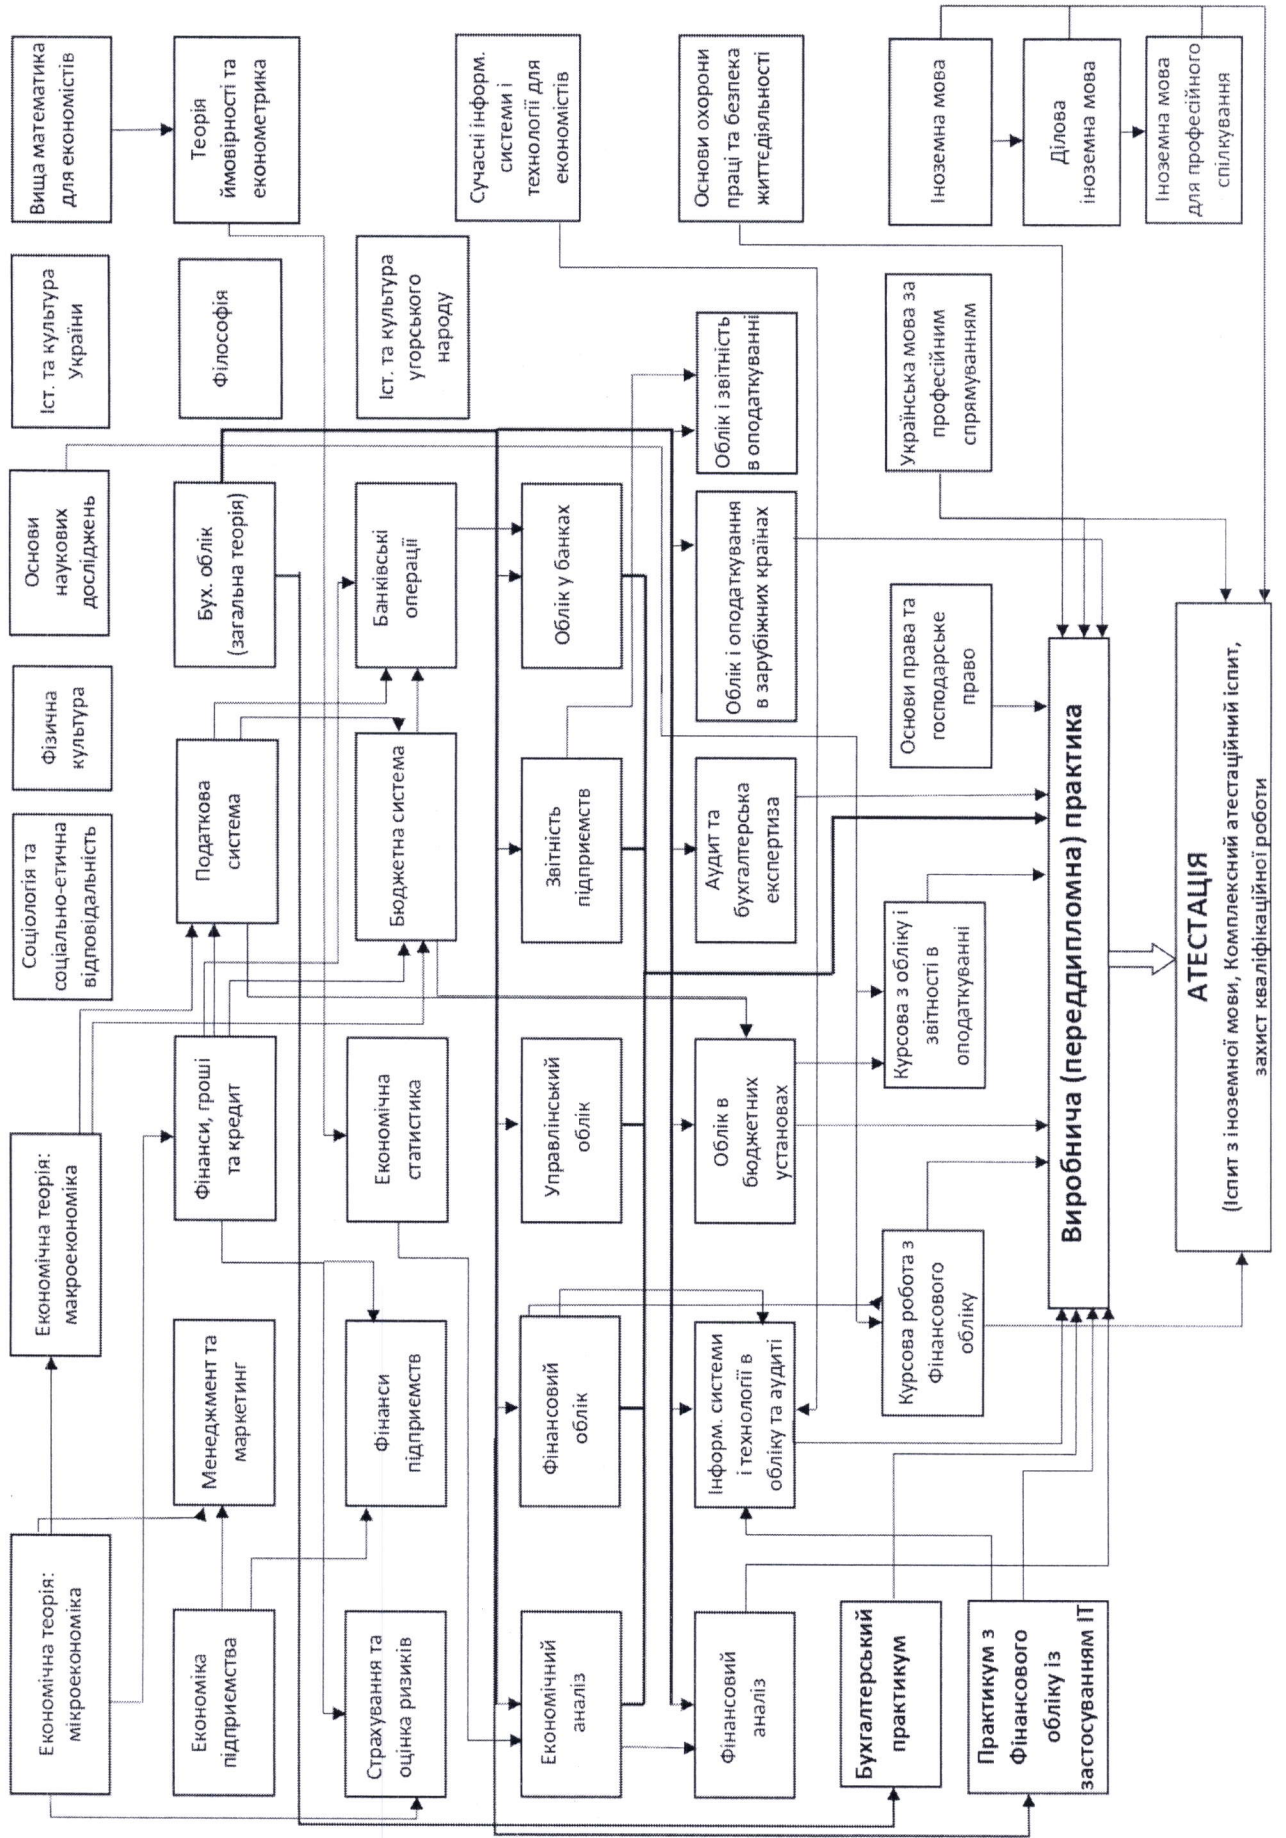 Економічна теорія:
мікроекономіка
Економічна теорія:
макроекономіка
Соціологія та
соціально-етична
відповідальність
Фізична
культура
Основи
наукових
досліджень
Іст. та культура
України
Вища математика
для економістів
Економіка
підприємства
Менеджмент та
маркетинг
Фінанси, гроші
та кредит
Податкова
система
Бух. облік
(загальна теорія)
Філософія
Теорія
ймовірності та
економетрика
Страхування та
оцінка ризиків
Фінанси
підприємств
Економічна
статистика
Бюджетна система
Банківські
операції
Іст. та культура
угорського
народу
Сучасні інформ.
системи і
технології для
економістів
Економічний
аналіз
Фінансовий
облік
Управлінський
облік
Звітність
підприємств
Облік у банках
Фінансовий
аналіз
Інформ. системи
і технології в
обліку та аудиті
Облік в
бюджетних
установах
Аудит та
бухгалтерська
експертиза
Облік і оподаткування
в зарубіжних країнах
Облік і звітність
в оподаткуванні
Основи охорони
праці та безпека
життєдіяльності
Бухгалтерський
практикум
Курсова робота з
фінансового
обліку
Курсова з обліку і
звітності в
оподаткуванні
Основи права та
господарське
право
Українська мова за
професійним
спрямуванням
Іноземна мова
Практикум з
Фінансового
обліку із
застосуванням ІТ
Ділова
іноземна мова
Виробнича (переддипломна) практика
Іноземна мова
для професійного
спілкування
АТЕСТАЦІЯ
(Іспит з іноземної мови, Комплексний атестаційний іспит,
захист кваліфікаційної роботи